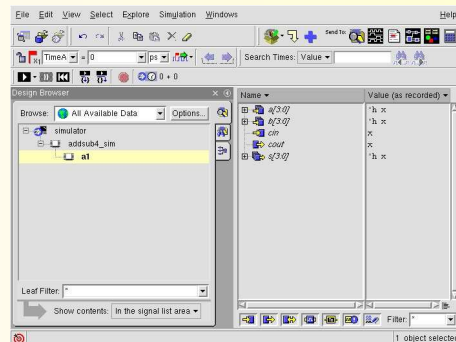 File Edit View Select Explore Simulation Windows Help
Send To:
TimeA = 0 ps Search Times: Value
0 + 0
Design Browser
Browse: All Available Data Options...
simulator
addsub4_sim
a1
Leaf Filter: *
Show contents: In the signal list area
Name Value (as recorded)
a[3:0] 'h x
b[3:0] 'h x
cin x
cout x
s[3:0] 'h x
Filter: *
1 object selected